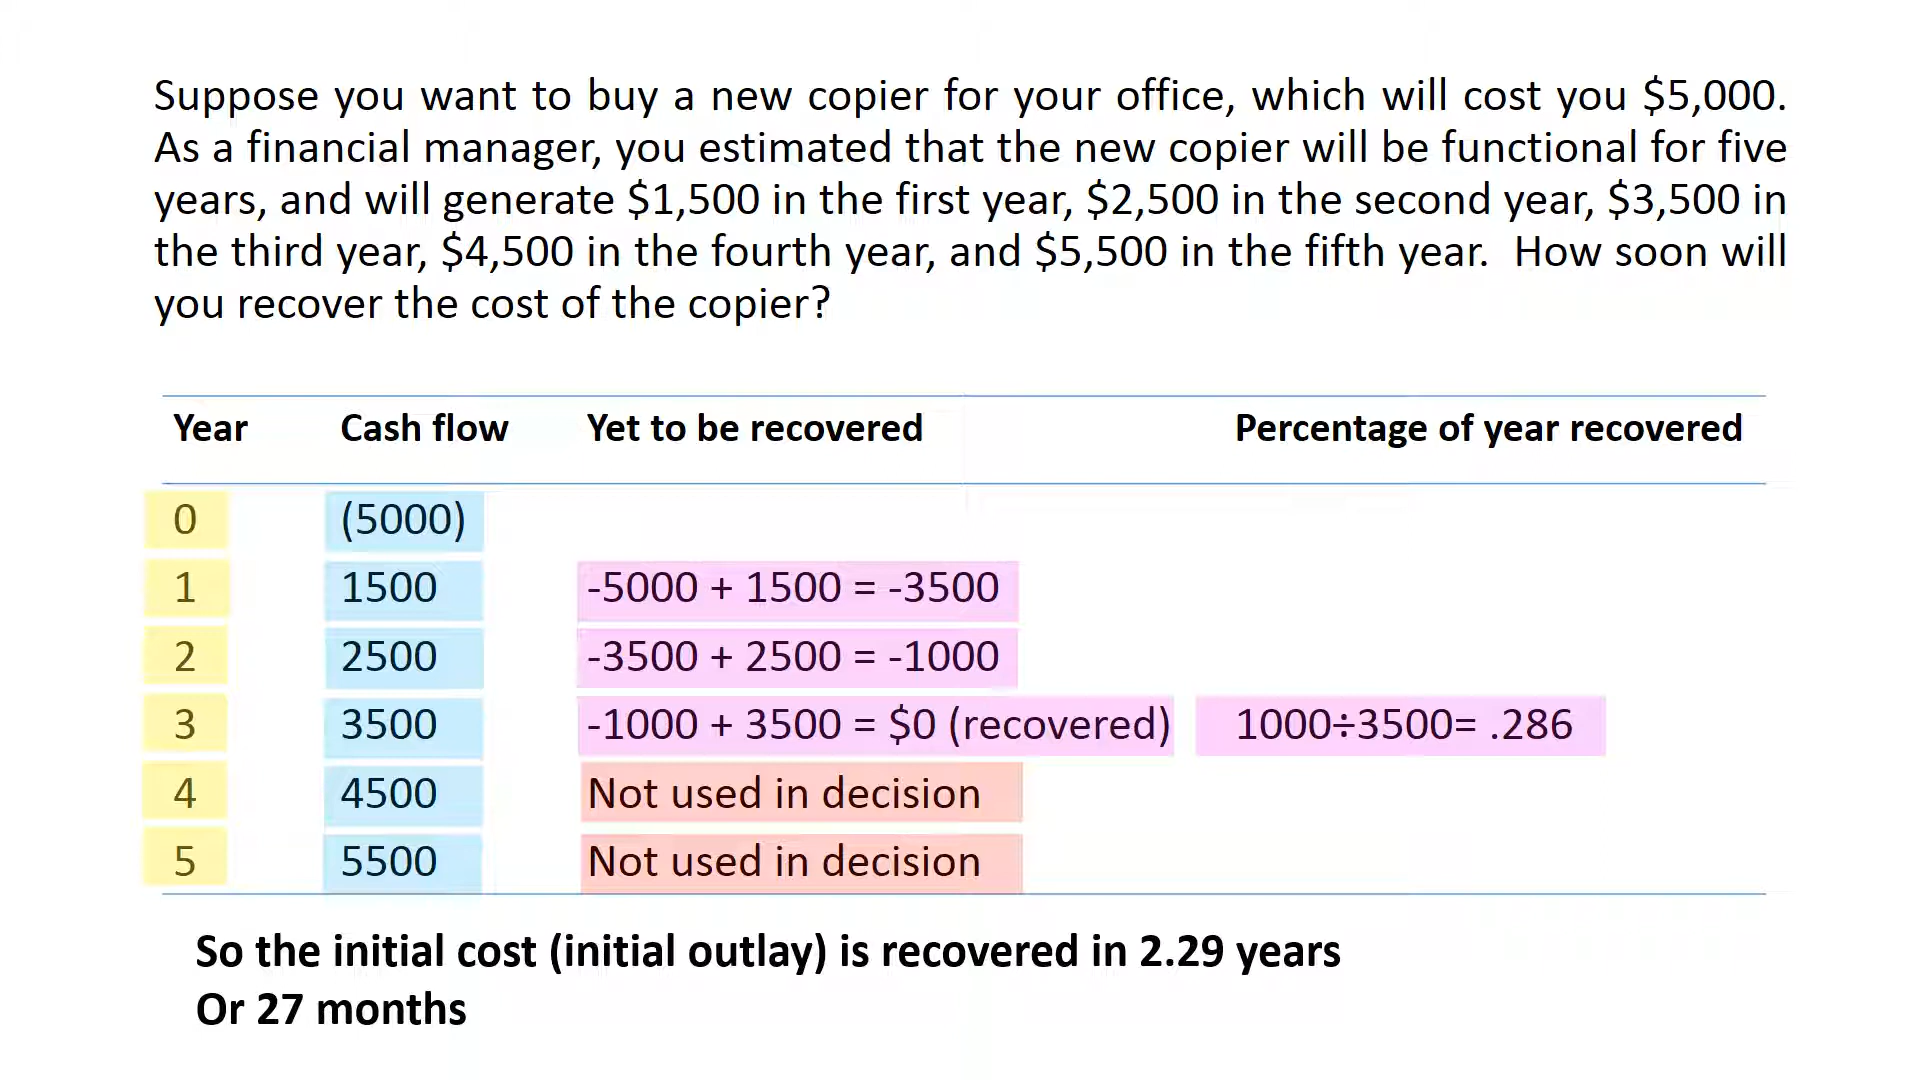 Suppose you want to buy a new copier for your office, which will cost you $5,000.
As a financial manager, you estimated that the new copier will be functional for five
years, and will generate $1,500 in the first year, $2,500 in the second year, $3,500 in
the third year, $4,500 in the fourth year, and $5,500 in the fifth year. How soon will
you recover the cost of the copier?
Year Cash flow Yet to be recovered Percentage of year recovered
0 (5000)
1 1500 -5000 + 1500 = -3500
2 2500 -3500 + 2500 = -1000
3 3500 -1000 + 3500 = $0 (recovered) 1000÷3500= .286
4 4500 Not used in decision
5 5500 Not used in decision
So the initial cost (initial outlay) is recovered in 2.29 years
Or 27 months